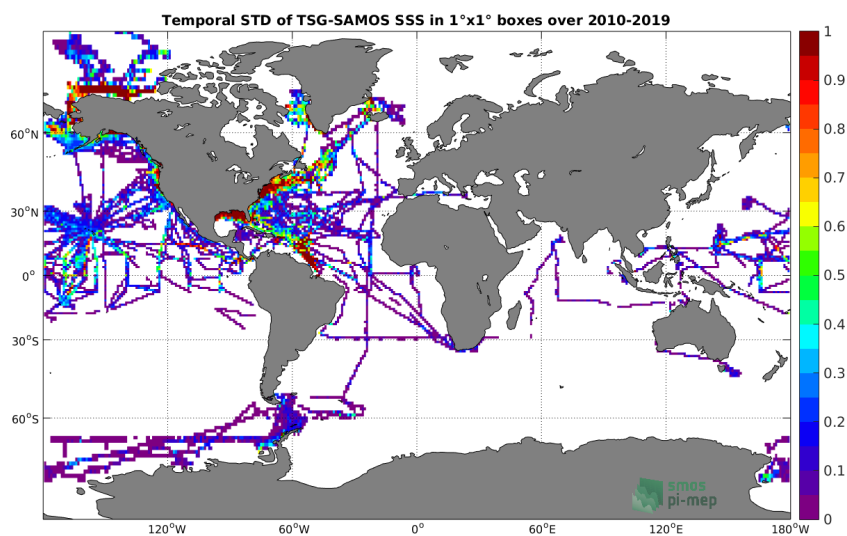 Temporal STD of TSG-SAMOS SSS in 1°x1° boxes over 2010-2019
60°N
30°N
0°
30°S
60°S
120°W
60°W
0°
60°E
120°E
180°W
1
0.9
0.8
0.7
0.6
0.5
0.4
0.3
0.2
0.1
0
smos
pi-mep